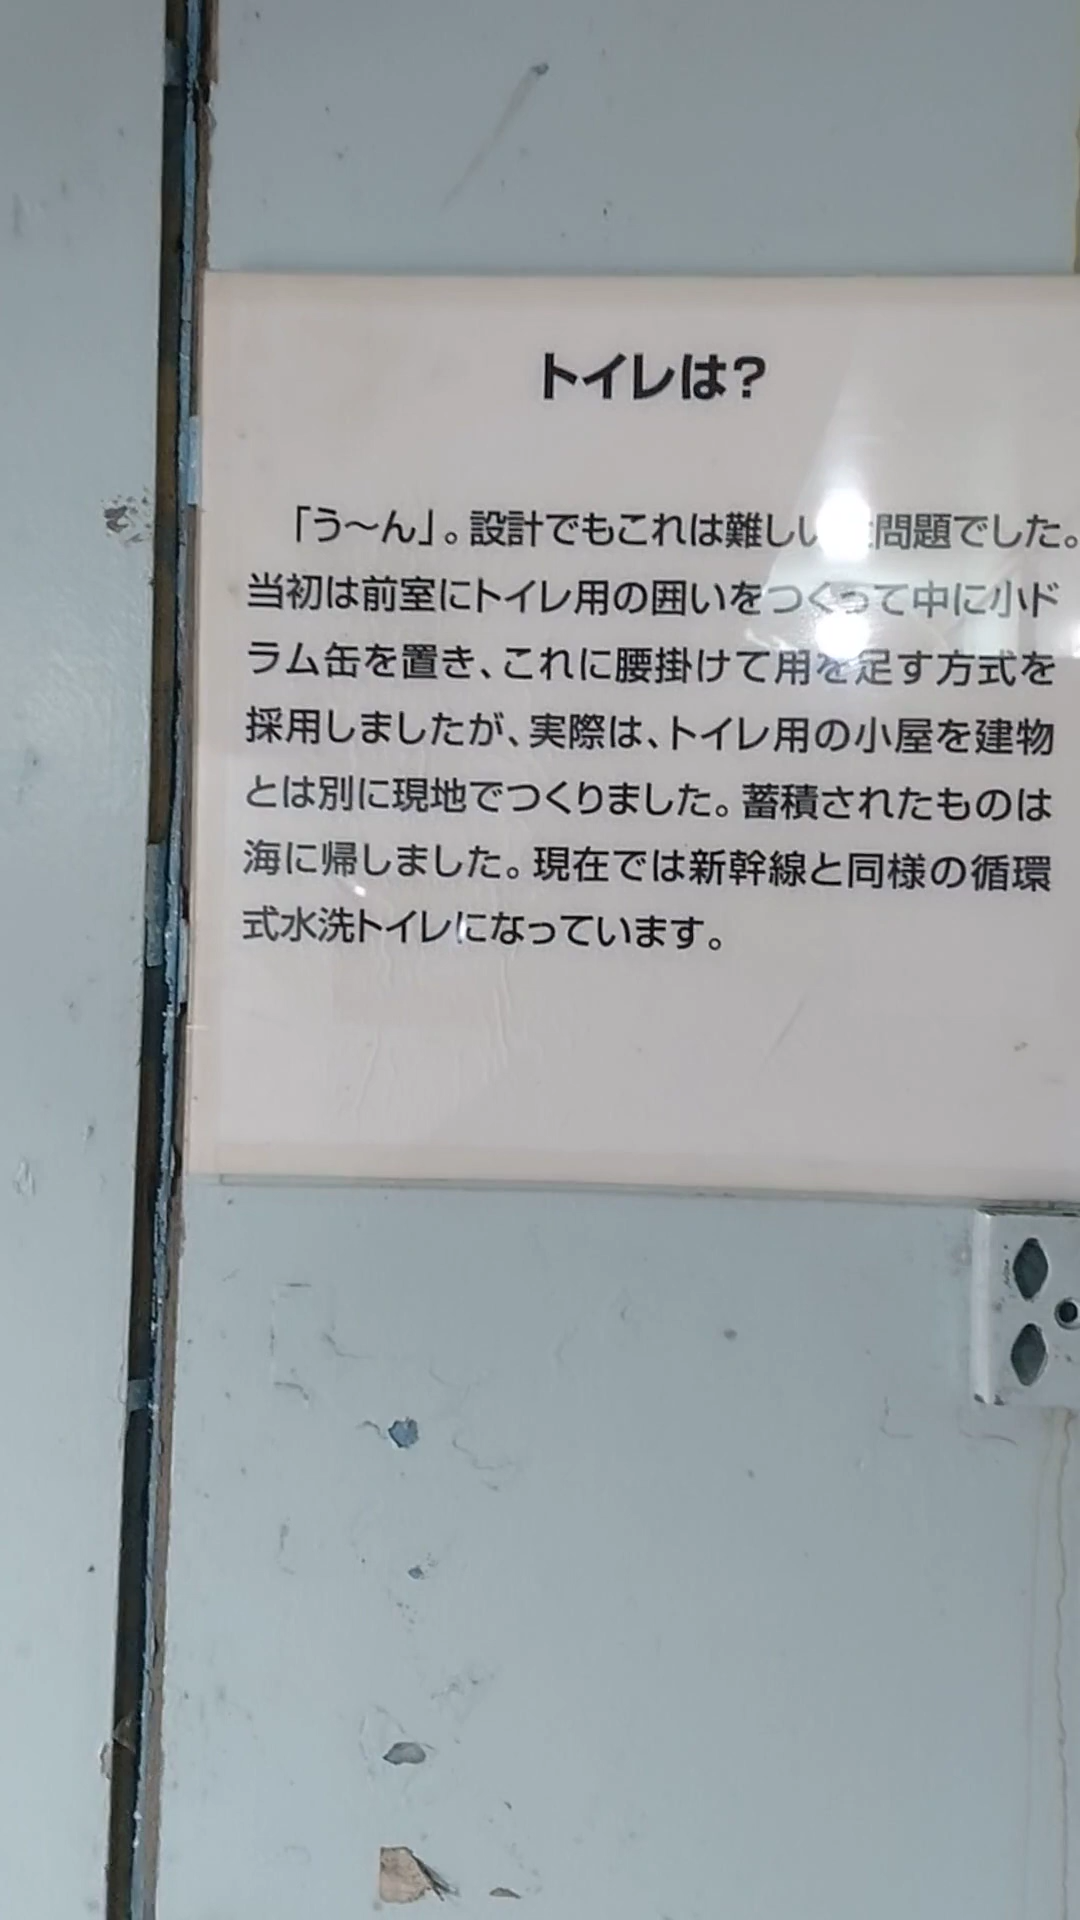 トイレは?
「う～ん」。設計でもこれは難しい 問題でした。
当初は前室にトイレ用の囲いをつくって中に小ド
ラム缶を置き、これに腰掛けて用を足す方式を
採用しましたが、実際は、トイレ用の小屋を建物
とは別に現地でつくりました。蓄積されたものは
海に帰しました。現在では新幹線と同様の循環
式水洗トイレになっています。